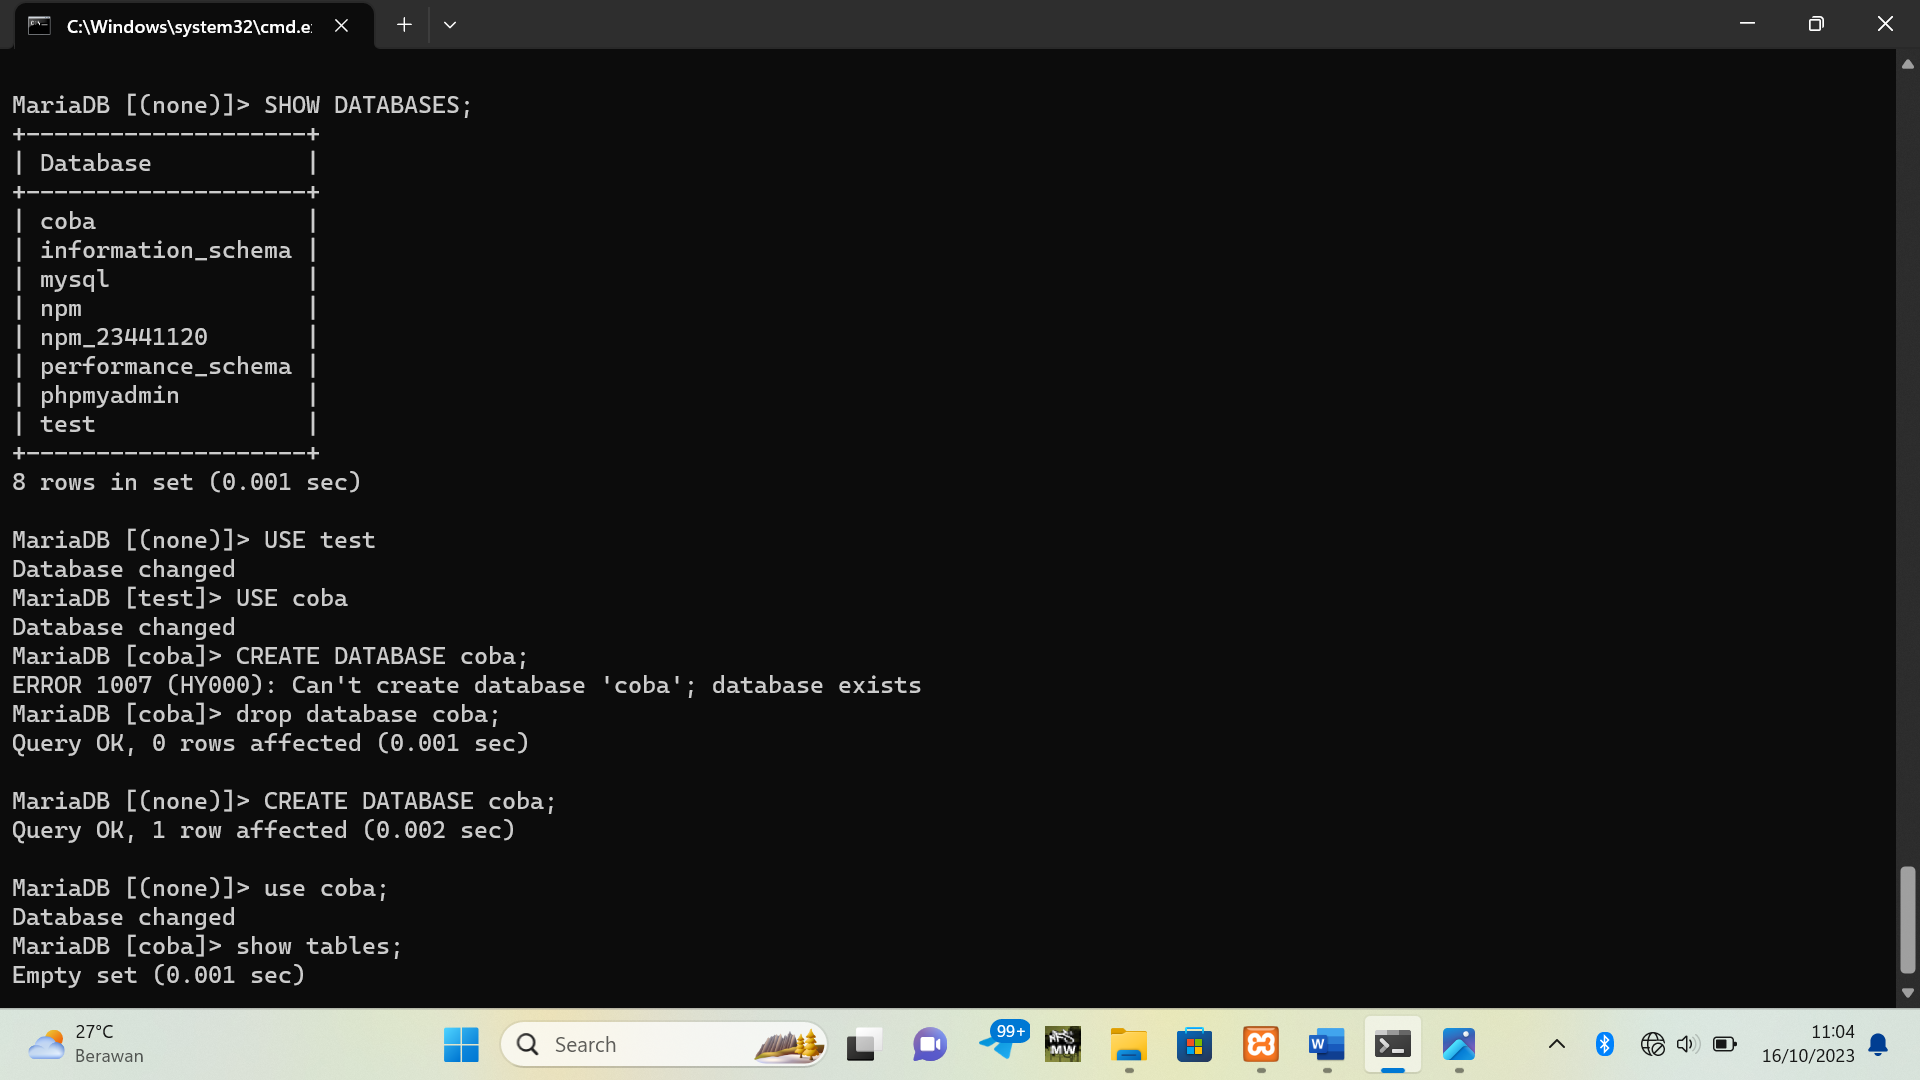 C:\Windows\system32\cmd.e
MariaDB [(none)]> SHOW DATABASES;
+--------------------+
| Database           |
+--------------------+
| coba               |
| information_schema |
| mysql              |
| npm                |
| npm_23441120       |
| performance_schema |
| phpmyadmin         |
| test               |
+--------------------+
8 rows in set (0.001 sec)
MariaDB [(none)]> USE test
Database changed
MariaDB [test]> USE coba
Database changed
MariaDB [coba]> CREATE DATABASE coba;
ERROR 1007 (HY000): Can't create database 'coba'; database exists
MariaDB [coba]> drop database coba;
Query OK, 0 rows affected (0.001 sec)
MariaDB [(none)]> CREATE DATABASE coba;
Query OK, 1 row affected (0.002 sec)
MariaDB [(none)]> use coba;
Database changed
MariaDB [coba]> show tables;
Empty set (0.001 sec)
27°C
Berawan
Search
99+
MW
W
11:04
16/10/2023